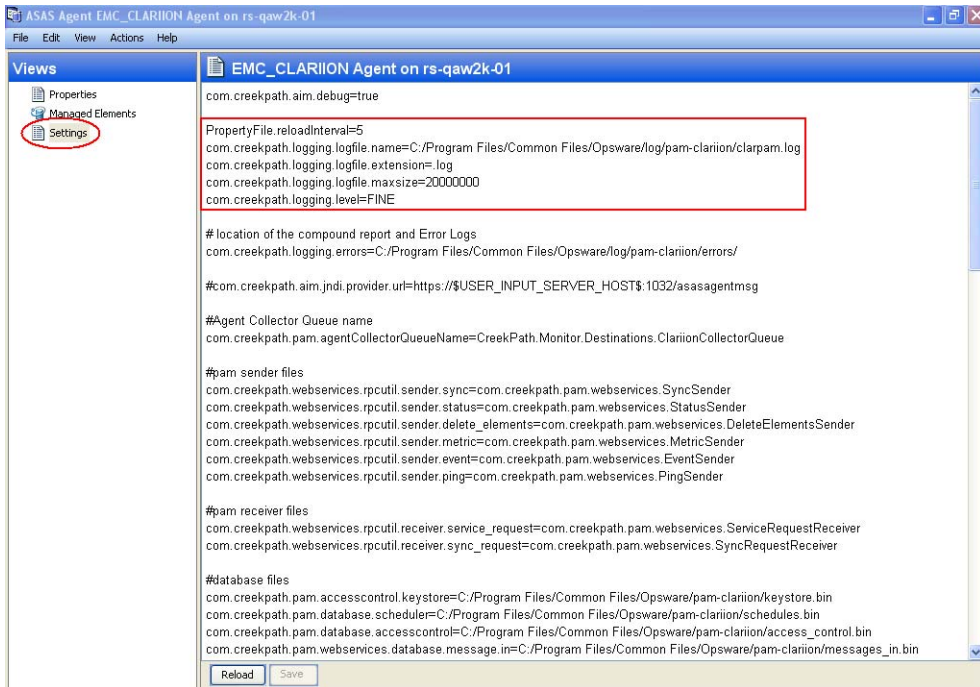 ASAS Agent EMC_CLARIION Agent on rs-qaw2k-01
File Edit View Actions Help
Views
Properties
Managed Elements
Settings
EMC_CLARIION Agent on rs-qaw2k-01
com.creekpath.aim.debug=true
PropertyFile.reloadInterval=5
com.creekpath.logging.logfile.name=C:/Program Files/Common Files/Opsware/log/pam-clariion/clarpam.log
com.creekpath.logging.logfile.extension=.log
com.creekpath.logging.logfile.maxsize=20000000
com.creekpath.logging.level=FINE
# location of the compound report and Error Logs
com.creekpath.logging.errors=C:/Program Files/Common Files/Opsware/log/pam-clariion/errors/
#com.creekpath.aim.jndi.provider.url=https://$USER_INPUT_SERVER_HOST$:1032/asasagentmsg
#Agent Collector Queue name
com.creekpath.pam.agentCollectorQueueName=CreekPath.Monitor.Destinations.ClariionCollectorQueue
#pam sender files
com.creekpath.webservices.rpcutil.sender.sync=com.creekpath.pam.webservices.SyncSender
com.creekpath.webservices.rpcutil.sender.status=com.creekpath.pam.webservices.StatusSender
com.creekpath.webservices.rpcutil.sender.delete_elements=com.creekpath.pam.webservices.DeleteElementsSender
com.creekpath.webservices.rpcutil.sender.metric=com.creekpath.pam.webservices.MetricSender
com.creekpath.webservices.rpcutil.sender.event=com.creekpath.pam.webservices.EventSender
com.creekpath.webservices.rpcutil.sender.ping=com.creekpath.pam.webservices.PingSender
#pam receiver files
com.creekpath.webservices.rpcutil.receiver.service_request=com.creekpath.pam.webservices.ServiceRequestReceiver
com.creekpath.webservices.rpcutil.receiver.sync_request=com.creekpath.pam.webservices.SyncRequestReceiver
#database files
com.creekpath.pam.accesscontrol.keystore=C:/Program Files/Common Files/Opsware/pam-clariion/keystore.bin
com.creekpath.pam.database.scheduler=C:/Program Files/Common Files/Opsware/pam-clariion/schedules.bin
com.creekpath.pam.database.accesscontrol=C:/Program Files/Common Files/Opsware/pam-clariion/access_control.bin
com.creekpath.pam.webservices.database.message.in=C:/Program Files/Common Files/Opsware/pam-clariion/messages_in.bin
Reload Save